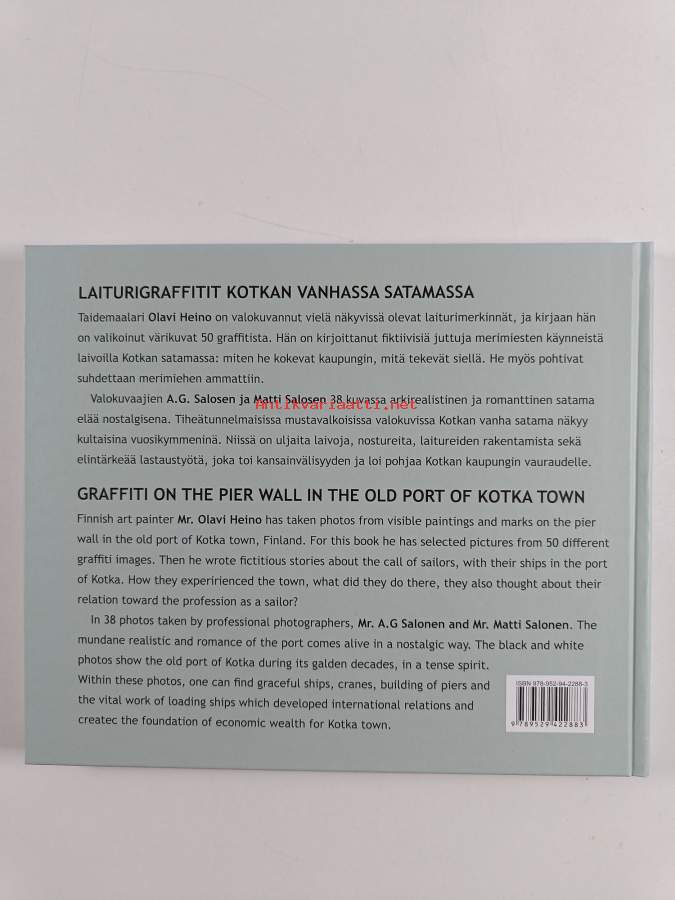 LAITURIGRAFFITIT KOTKAN VANHASSA SATAMASSA
Taidemaalari Olavi Heino on valokuvannut vielä näkyvissä olevat laiturimerkinnät, ja kirjaan hän
on valikoinut värikuvat 50 graffitista. Hän on kirjoittanut fiktiivisiä juttuja merimiesten käynneistä
laivoilla Kotkan satamassa: miten he kokevat kaupungin, mitä tekevät siellä. He myös pohtivat
suhdettaan merimiehen ammattiin.
Valokuvaajien A.G. Salosen ja Matti Salosen 38 kuvassa arkirealistinen ja romanttinen satama
Antikvariaatti.net
elää nostalgisena. Tiheätunnelmaisissa mustavalkoisissa valokuvissa Kotkan vanha satama näkyy
kultaisina vuosikymmeninä. Niissä on uljaita laivoja, nostureita, laitureiden rakentamista sekä
elintärkeää lastaustyötä, joka toi kansainvälisyyden ja loi pohjaa Kotkan kaupungin vauraudelle.
GRAFFITI ON THE PIER WALL IN THE OLD PORT OF KOTKA TOWN
Finnish art painter Mr. Olavi Heino has taken photos from visible paintings and marks on the pier
wall in the old port of Kotka town, Finland. For this book he has selected pictures from 50 different
graffiti images. Then he wrote fictitious stories about the call of sailors, with their ships in the port
of Kotka. How they experirienced the town, what did they do there, they also thought about their
relation toward the profession as a sailor?
In 38 photos taken by professional photographers, Mr. A.G Salonen and Mr. Matti Salonen. The
mundane realistic and romance of the port comes alive in a nostalgic way. The black and white
photos show the old port of Kotka during its galden decades, in a tense spirit.
Within these photos, one can find graceful ships, cranes, building of piers and
the vital work of loading ships which developed international relations and
createc the foundation of economic wealth for Kotka town.
ISBN 978-952-94-2288-3
9 789529 422883